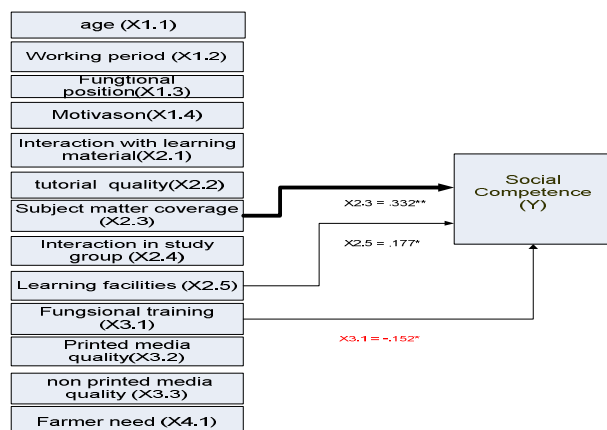 age (X1.1)
Working period (X1.2)
Fungtional
position(X1.3)
Motivason(X1.4)
Interaction with learning
material(X2.1)
tutorial quality(X2.2)
Subject matter coverage
(X2.3)
Interaction in study
group (X2.4)
Learning facilities (X2.5)
Fungsional training
(X3.1)
Printed media
quality(X3.2)
non printed media
quality (X3.3)
Farmer need (X4.1)
X2.3 = .332**
X2.5 = .177*
X3.1 = -.152*
Social
Competence
(Y)